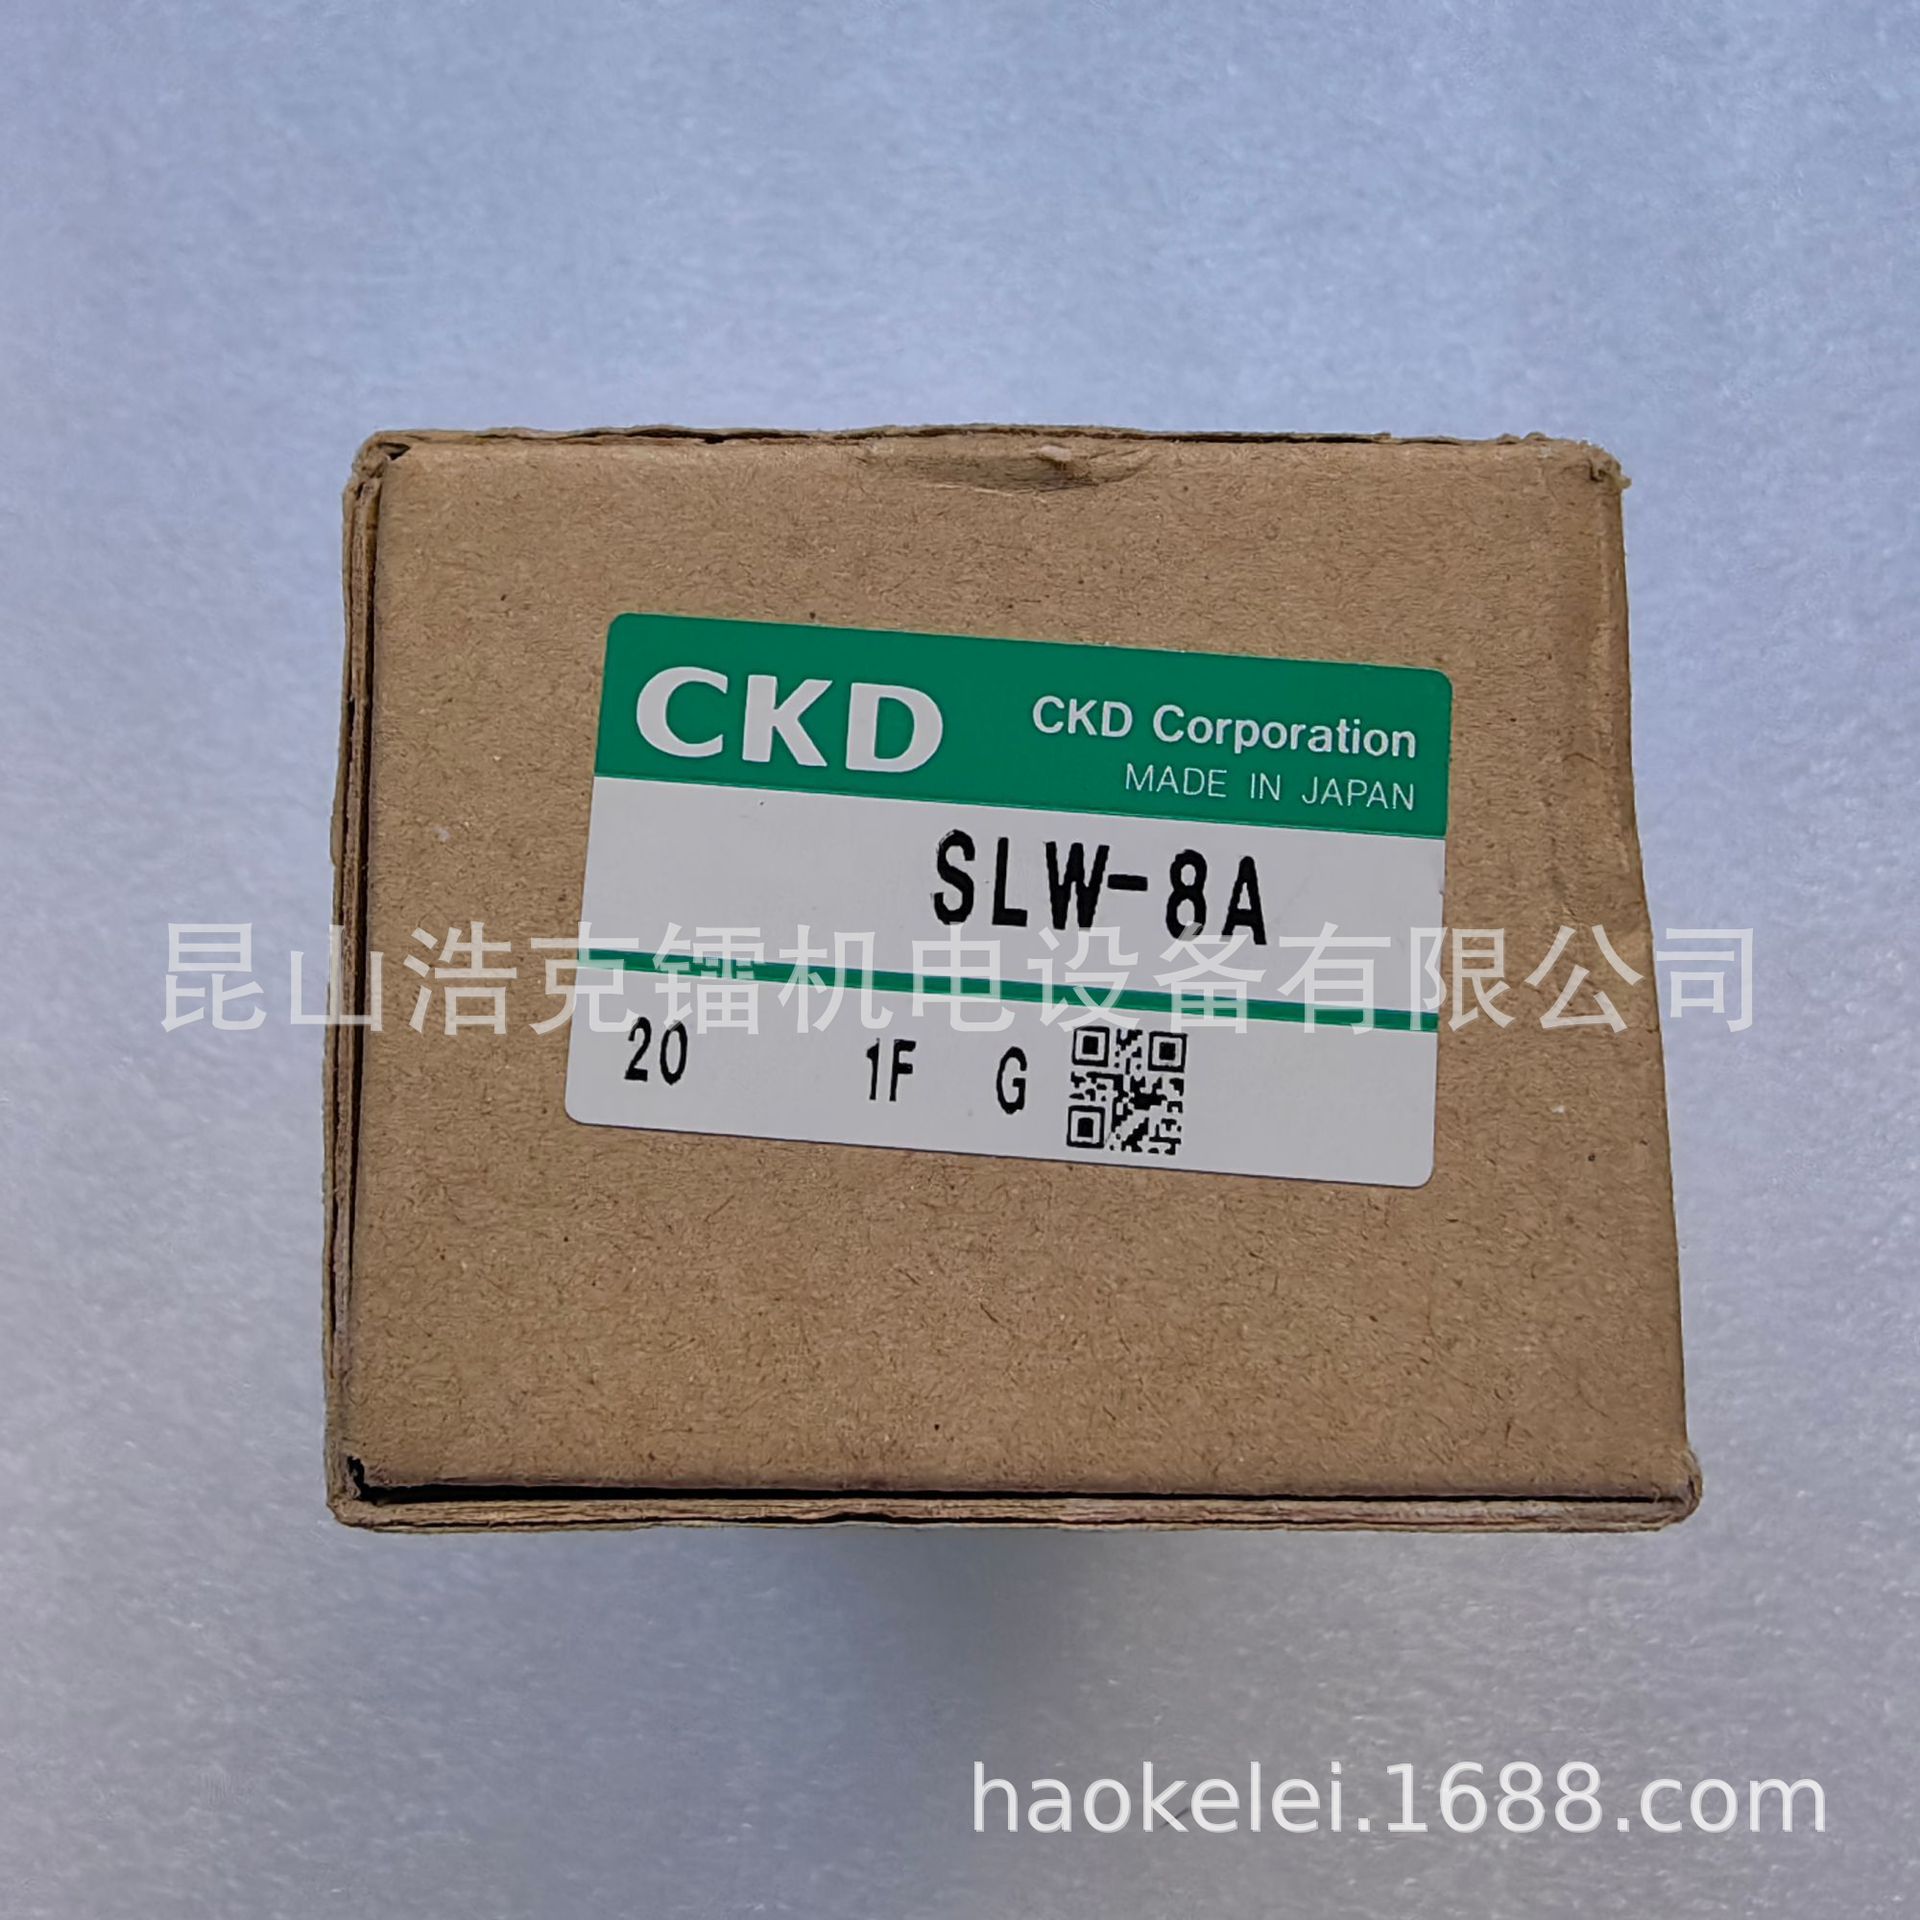 CKD CKD Corporation
MADE IN JAPAN
SLW-8A
昆山浩克镭机电设备有限公司
20 1F G
haokelei.1688.com